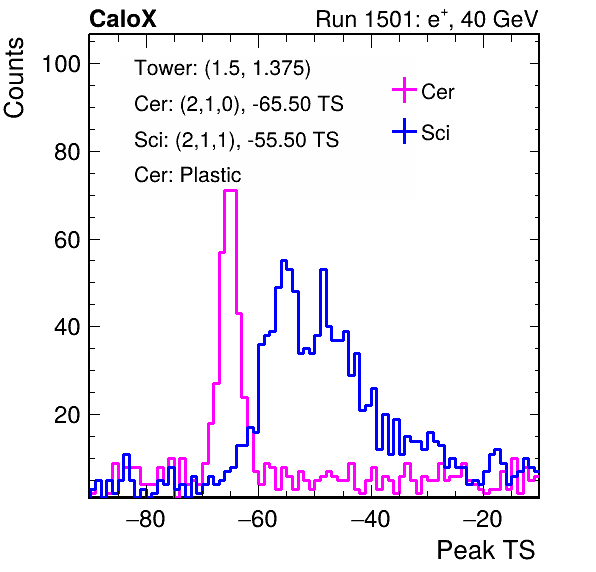 CaloX Run 1501: e⁺, 40 GeV
Counts
Tower: (1.5, 1.375)
Cer: (2,1,0), -65.50 TS
Sci: (2,1,1), -55.50 TS
Cer: Plastic
Cer
Sci
100
80
60
40
20
−80 −60 −40 −20
Peak TS